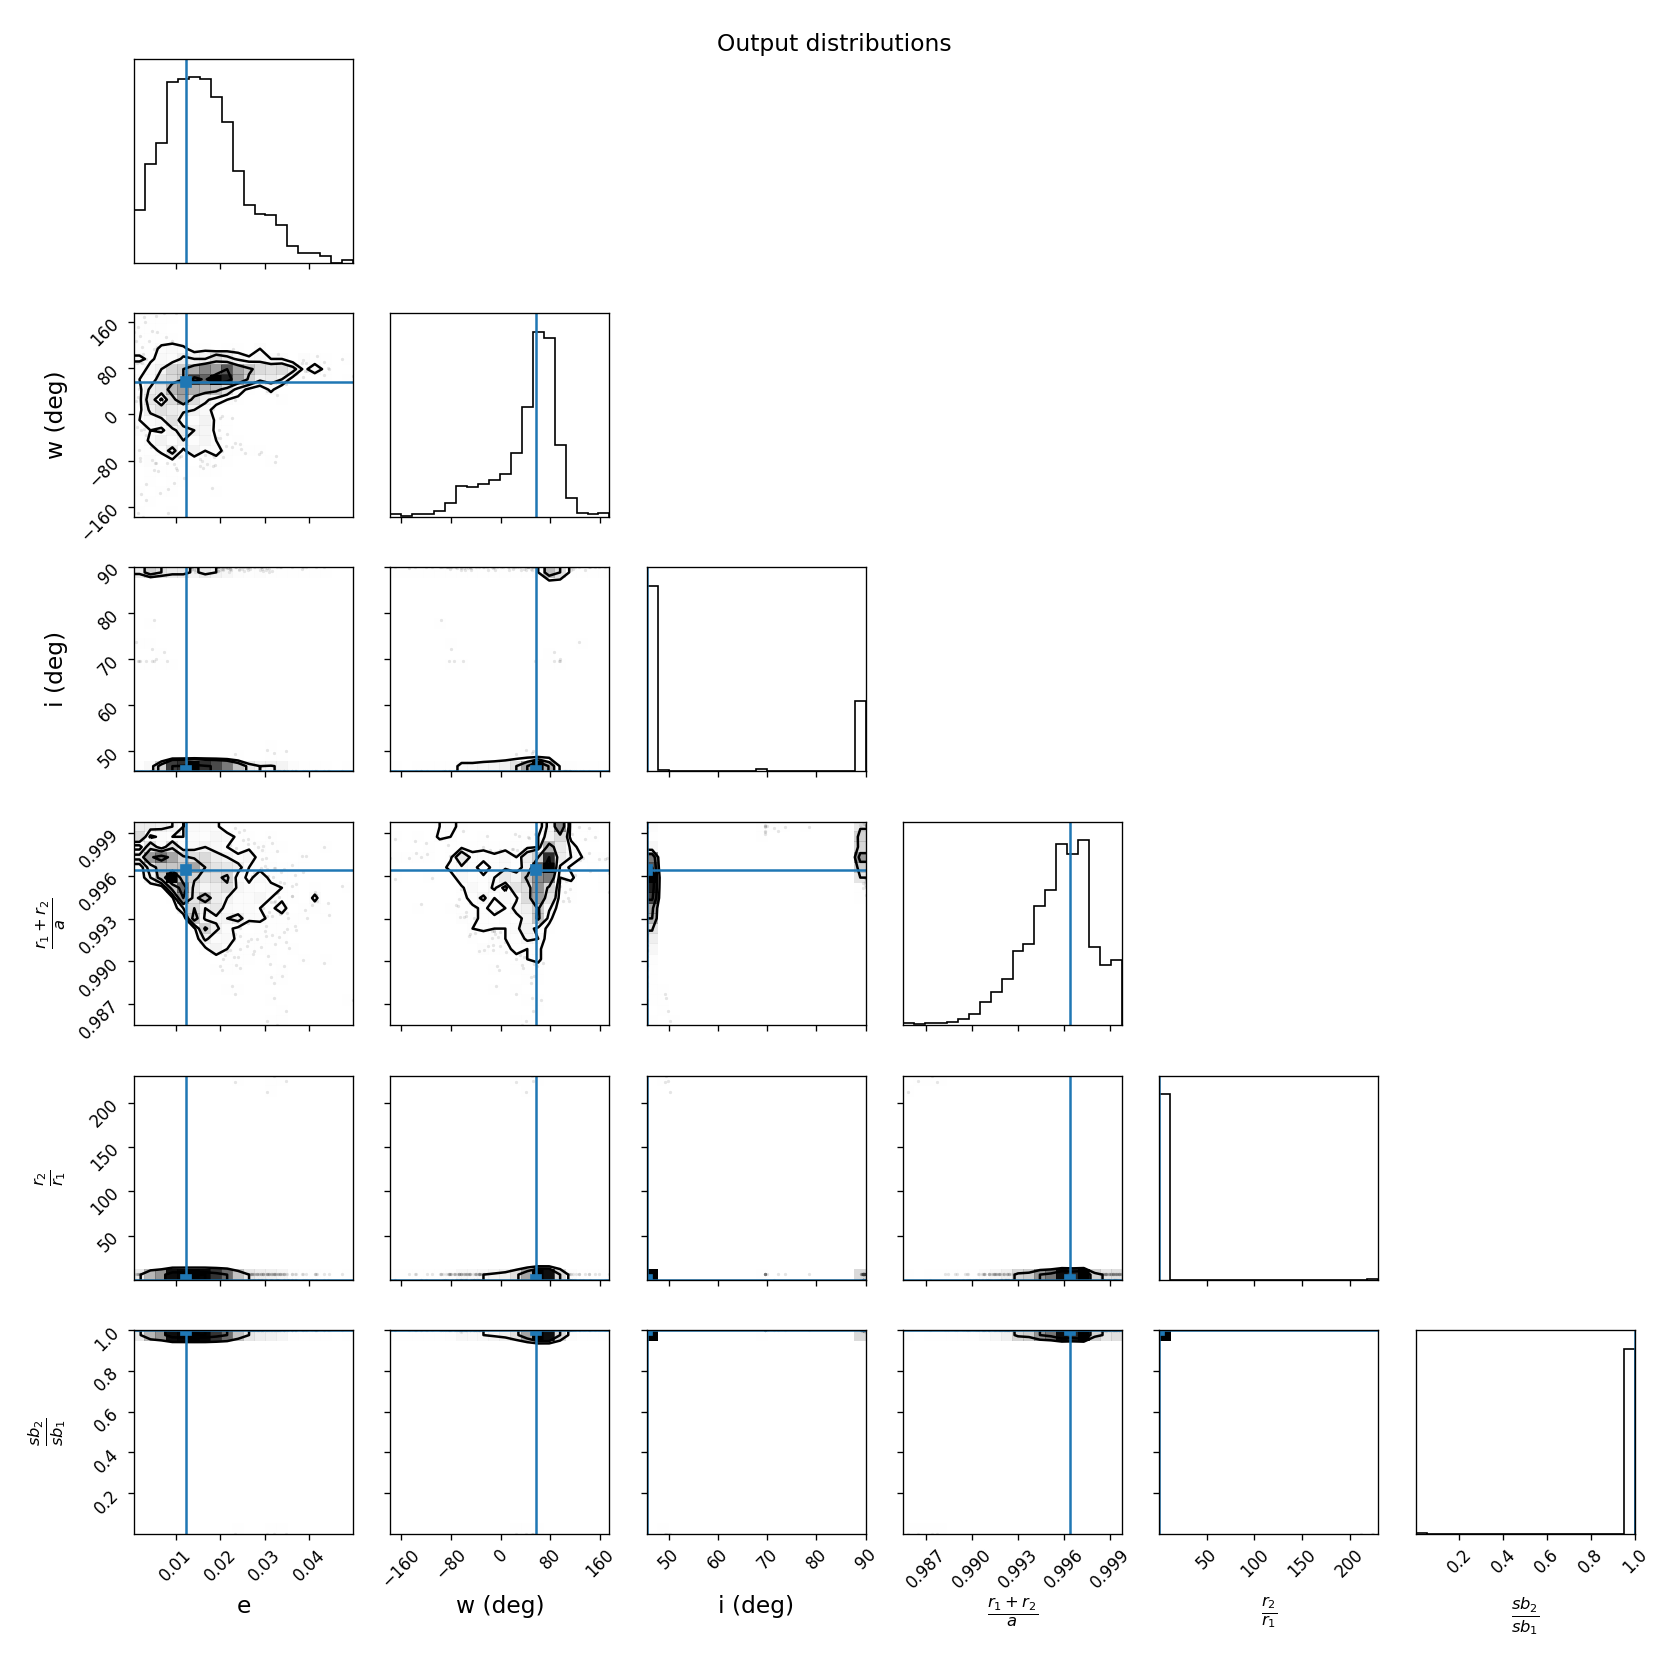 Output distributions
160
80
0
−80
−160
w (deg)
90
80
70
60
50
i (deg)
0.999
0.996
0.993
0.990
0.987
r₁ + r₂
a
200
150
100
50
r₂
r₁
1.0
0.8
0.6
0.4
0.2
sb₂
sb₁
0.01 0.02 0.03 0.04 −160 −80 0 80 160 50 60 70 80 90 0.987 0.990 0.993 0.996 0.999 50 100 150 200 0.2 0.4 0.6 0.8 1.0
e w (deg) i (deg)
r₁ + r₂ r₂ sb₂
a r₁ sb₁